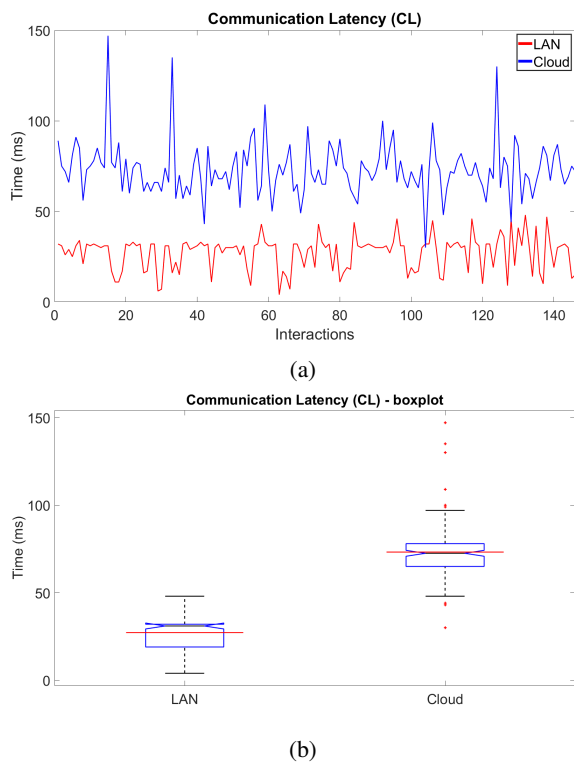 Communication Latency (CL)
150
100
50
0
Time (ms)
LAN
Cloud
0 20 40 60 80 100 120 140
Interactions
(a)
Communication Latency (CL) - boxplot
150
100
50
0
Time (ms)
LAN Cloud
(b)